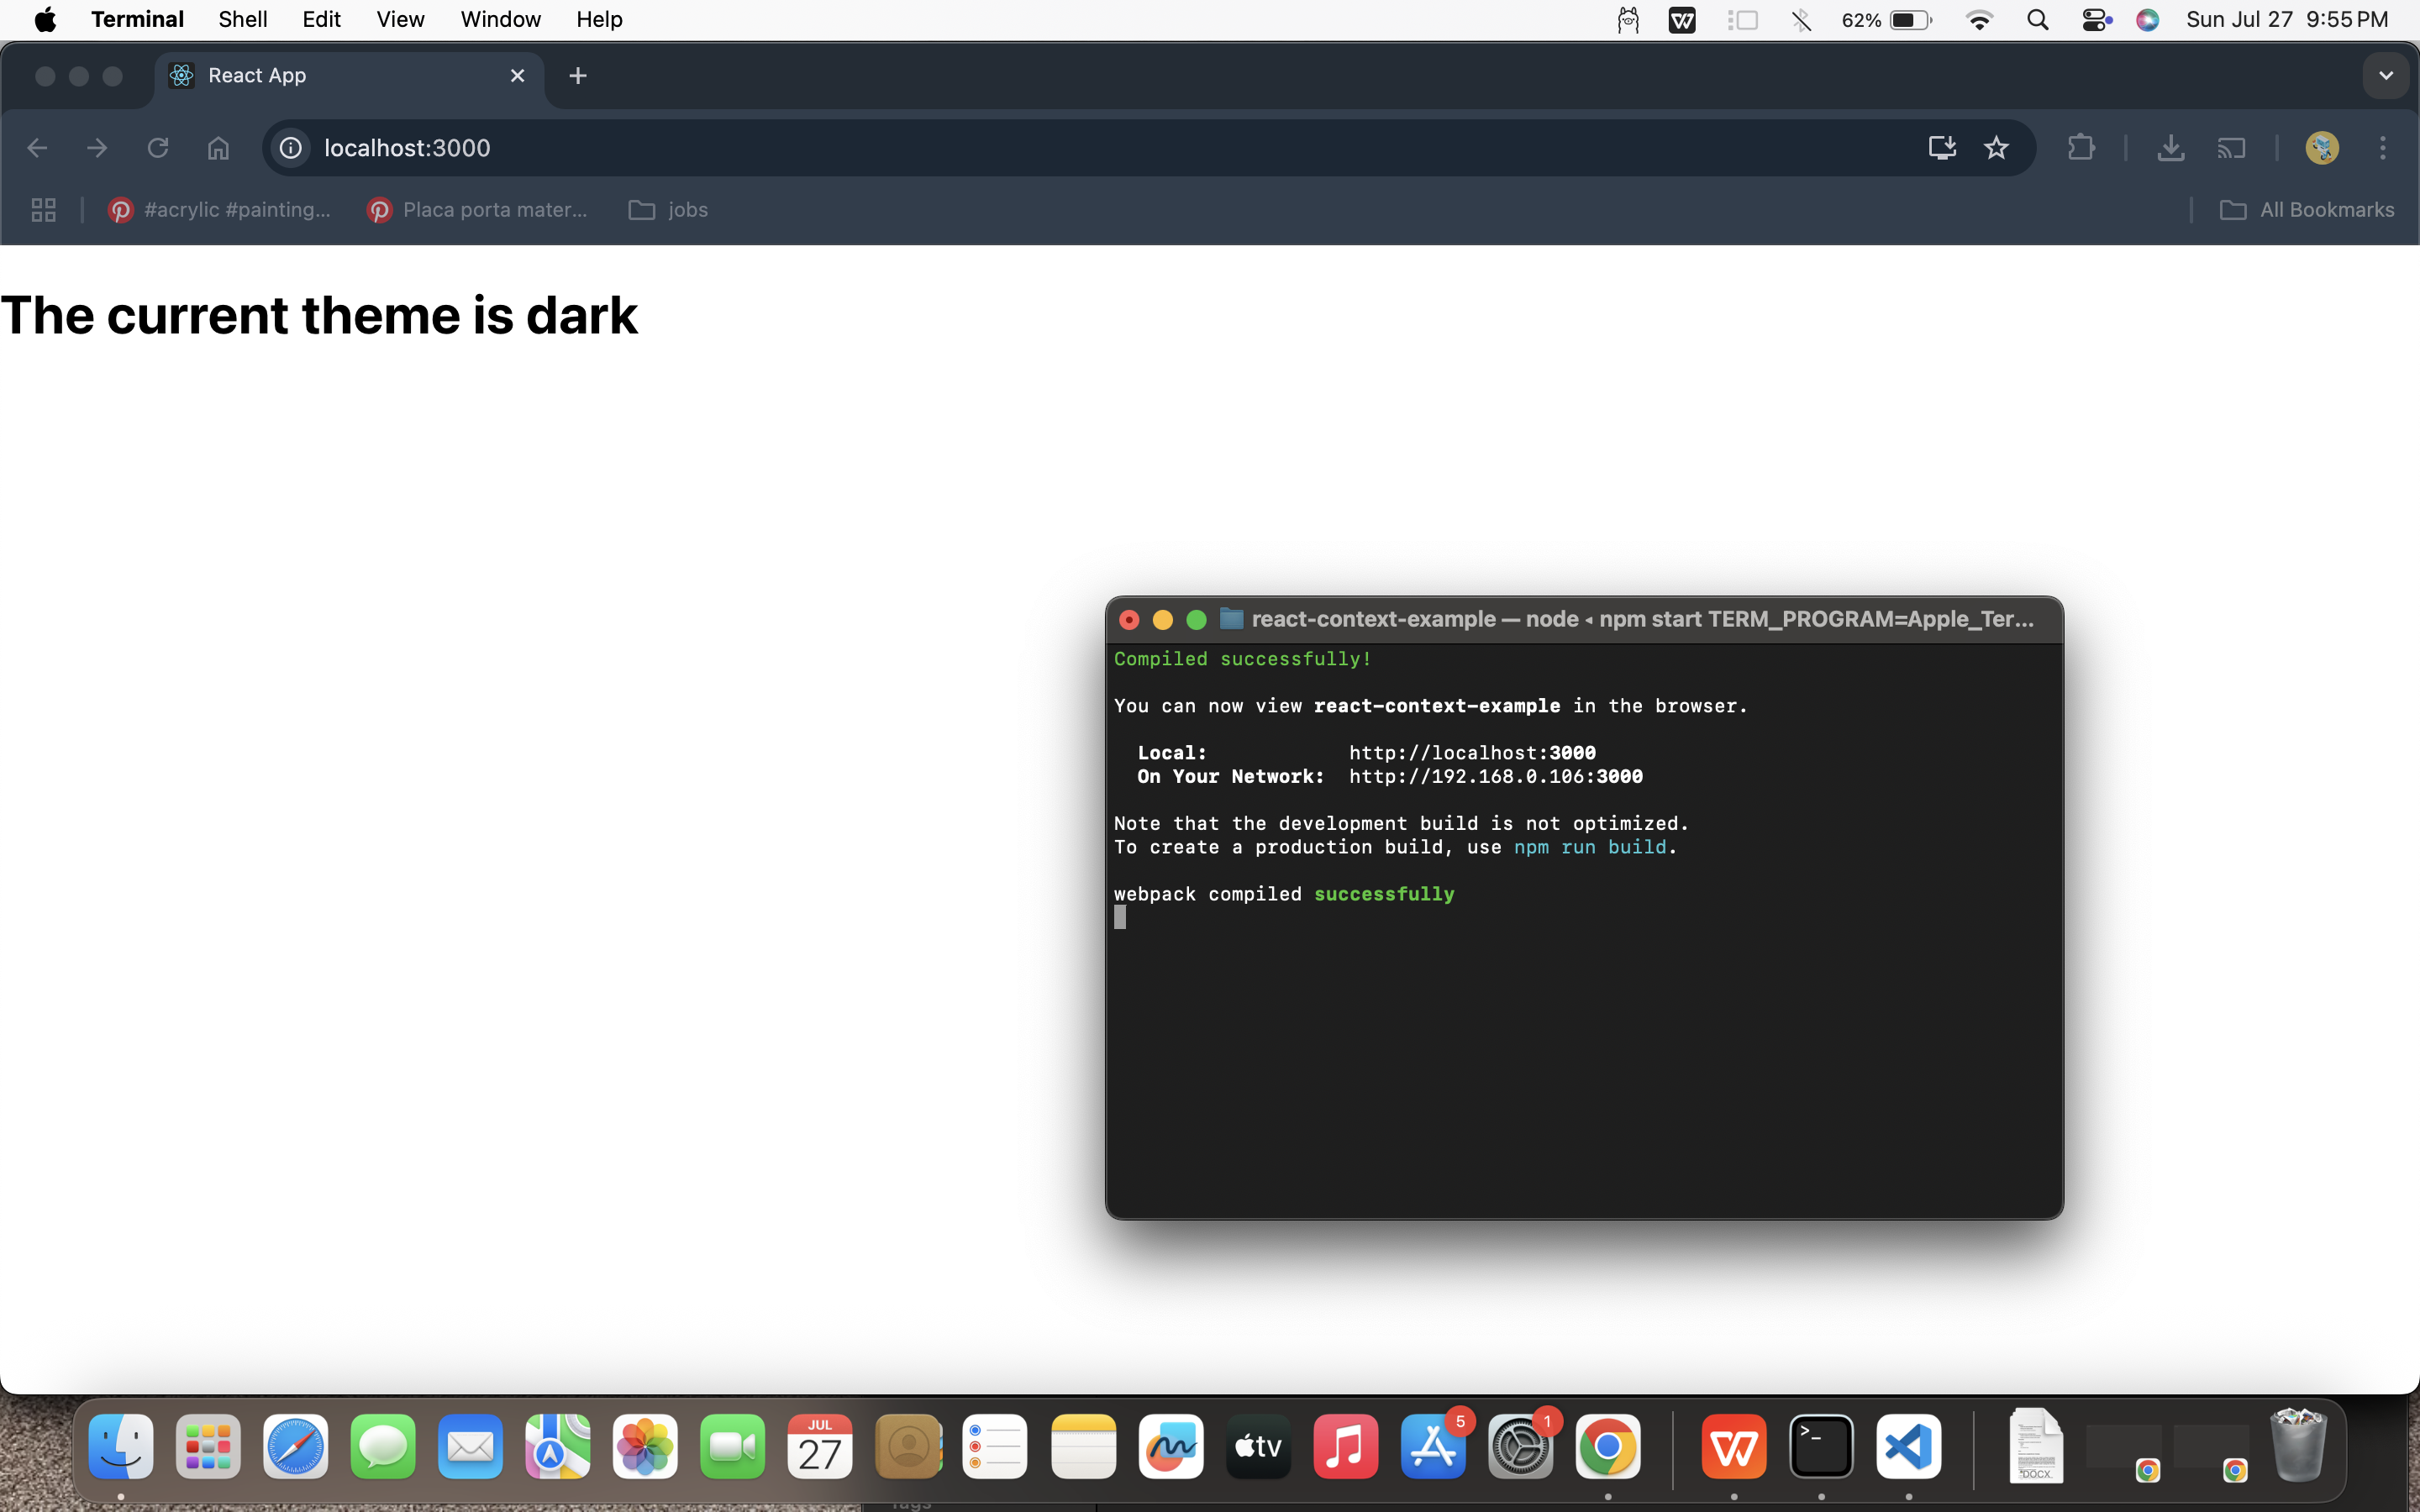 Terminal Shell Edit View Window Help 62% Sun Jul 27 9:55 PM
React App
localhost:3000
#acrylic #painting... Placa porta mater... jobs All Bookmarks
The current theme is dark
react-context-example — node ◂ npm start TERM_PROGRAM=Apple_Ter...
Compiled successfully!
You can now view react-context-example in the browser.
Local: http://localhost:3000
On Your Network: http://192.168.0.106:3000
Note that the development build is not optimized.
To create a production build, use npm run build.
webpack compiled successfully
JUL
27
tv
5
1
>_
DOCX
Tags